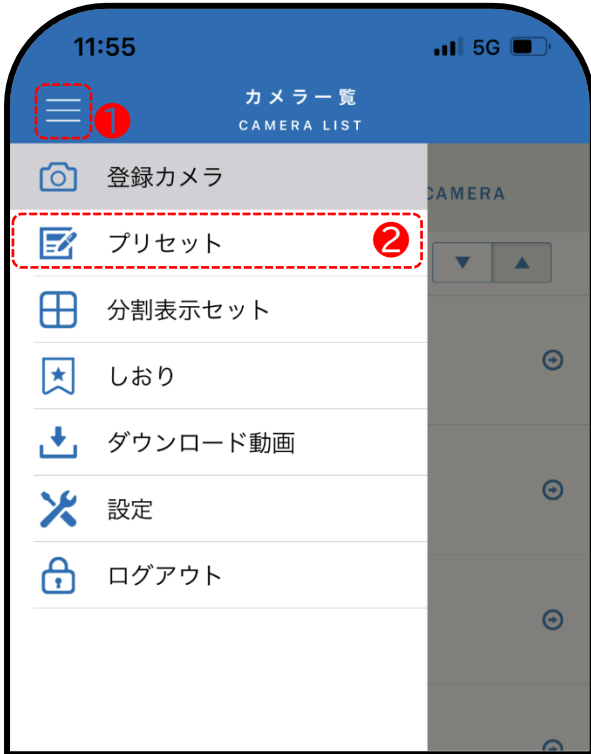 11:55
5G
カメラ一覧
CAMERA LIST
❶
登録カメラ
CAMERA
プリセット
❷
▼ ▲
分割表示セット
しおり
ダウンロード動画
設定
ログアウト